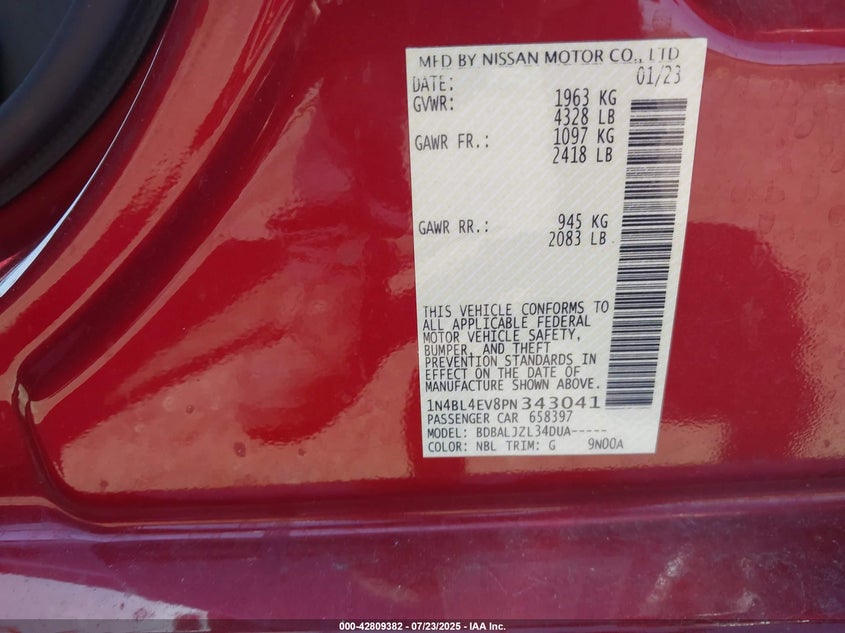 MFD BY NISSAN MOTOR CO., LTD
DATE: 01/23
GVWR: 1963 KG
4328 LB
GAWR FR.: 1097 KG
2418 LB
GAWR RR.: 945 KG
2083 LB
THIS VEHICLE CONFORMS TO
ALL APPLICABLE FEDERAL
MOTOR VEHICLE SAFETY,
BUMPER, AND THEFT
PREVENTION STANDARDS IN
EFFECT ON THE DATE OF
MANUFACTURE SHOWN ABOVE.
1N4BL4EV8PN343041
PASSENGER CAR 658397
MODEL: BDBALJZL34DUA-----
COLOR: NBL TRIM: G 9N00A
000-42809382 - 07/23/2025 - IAA Inc.